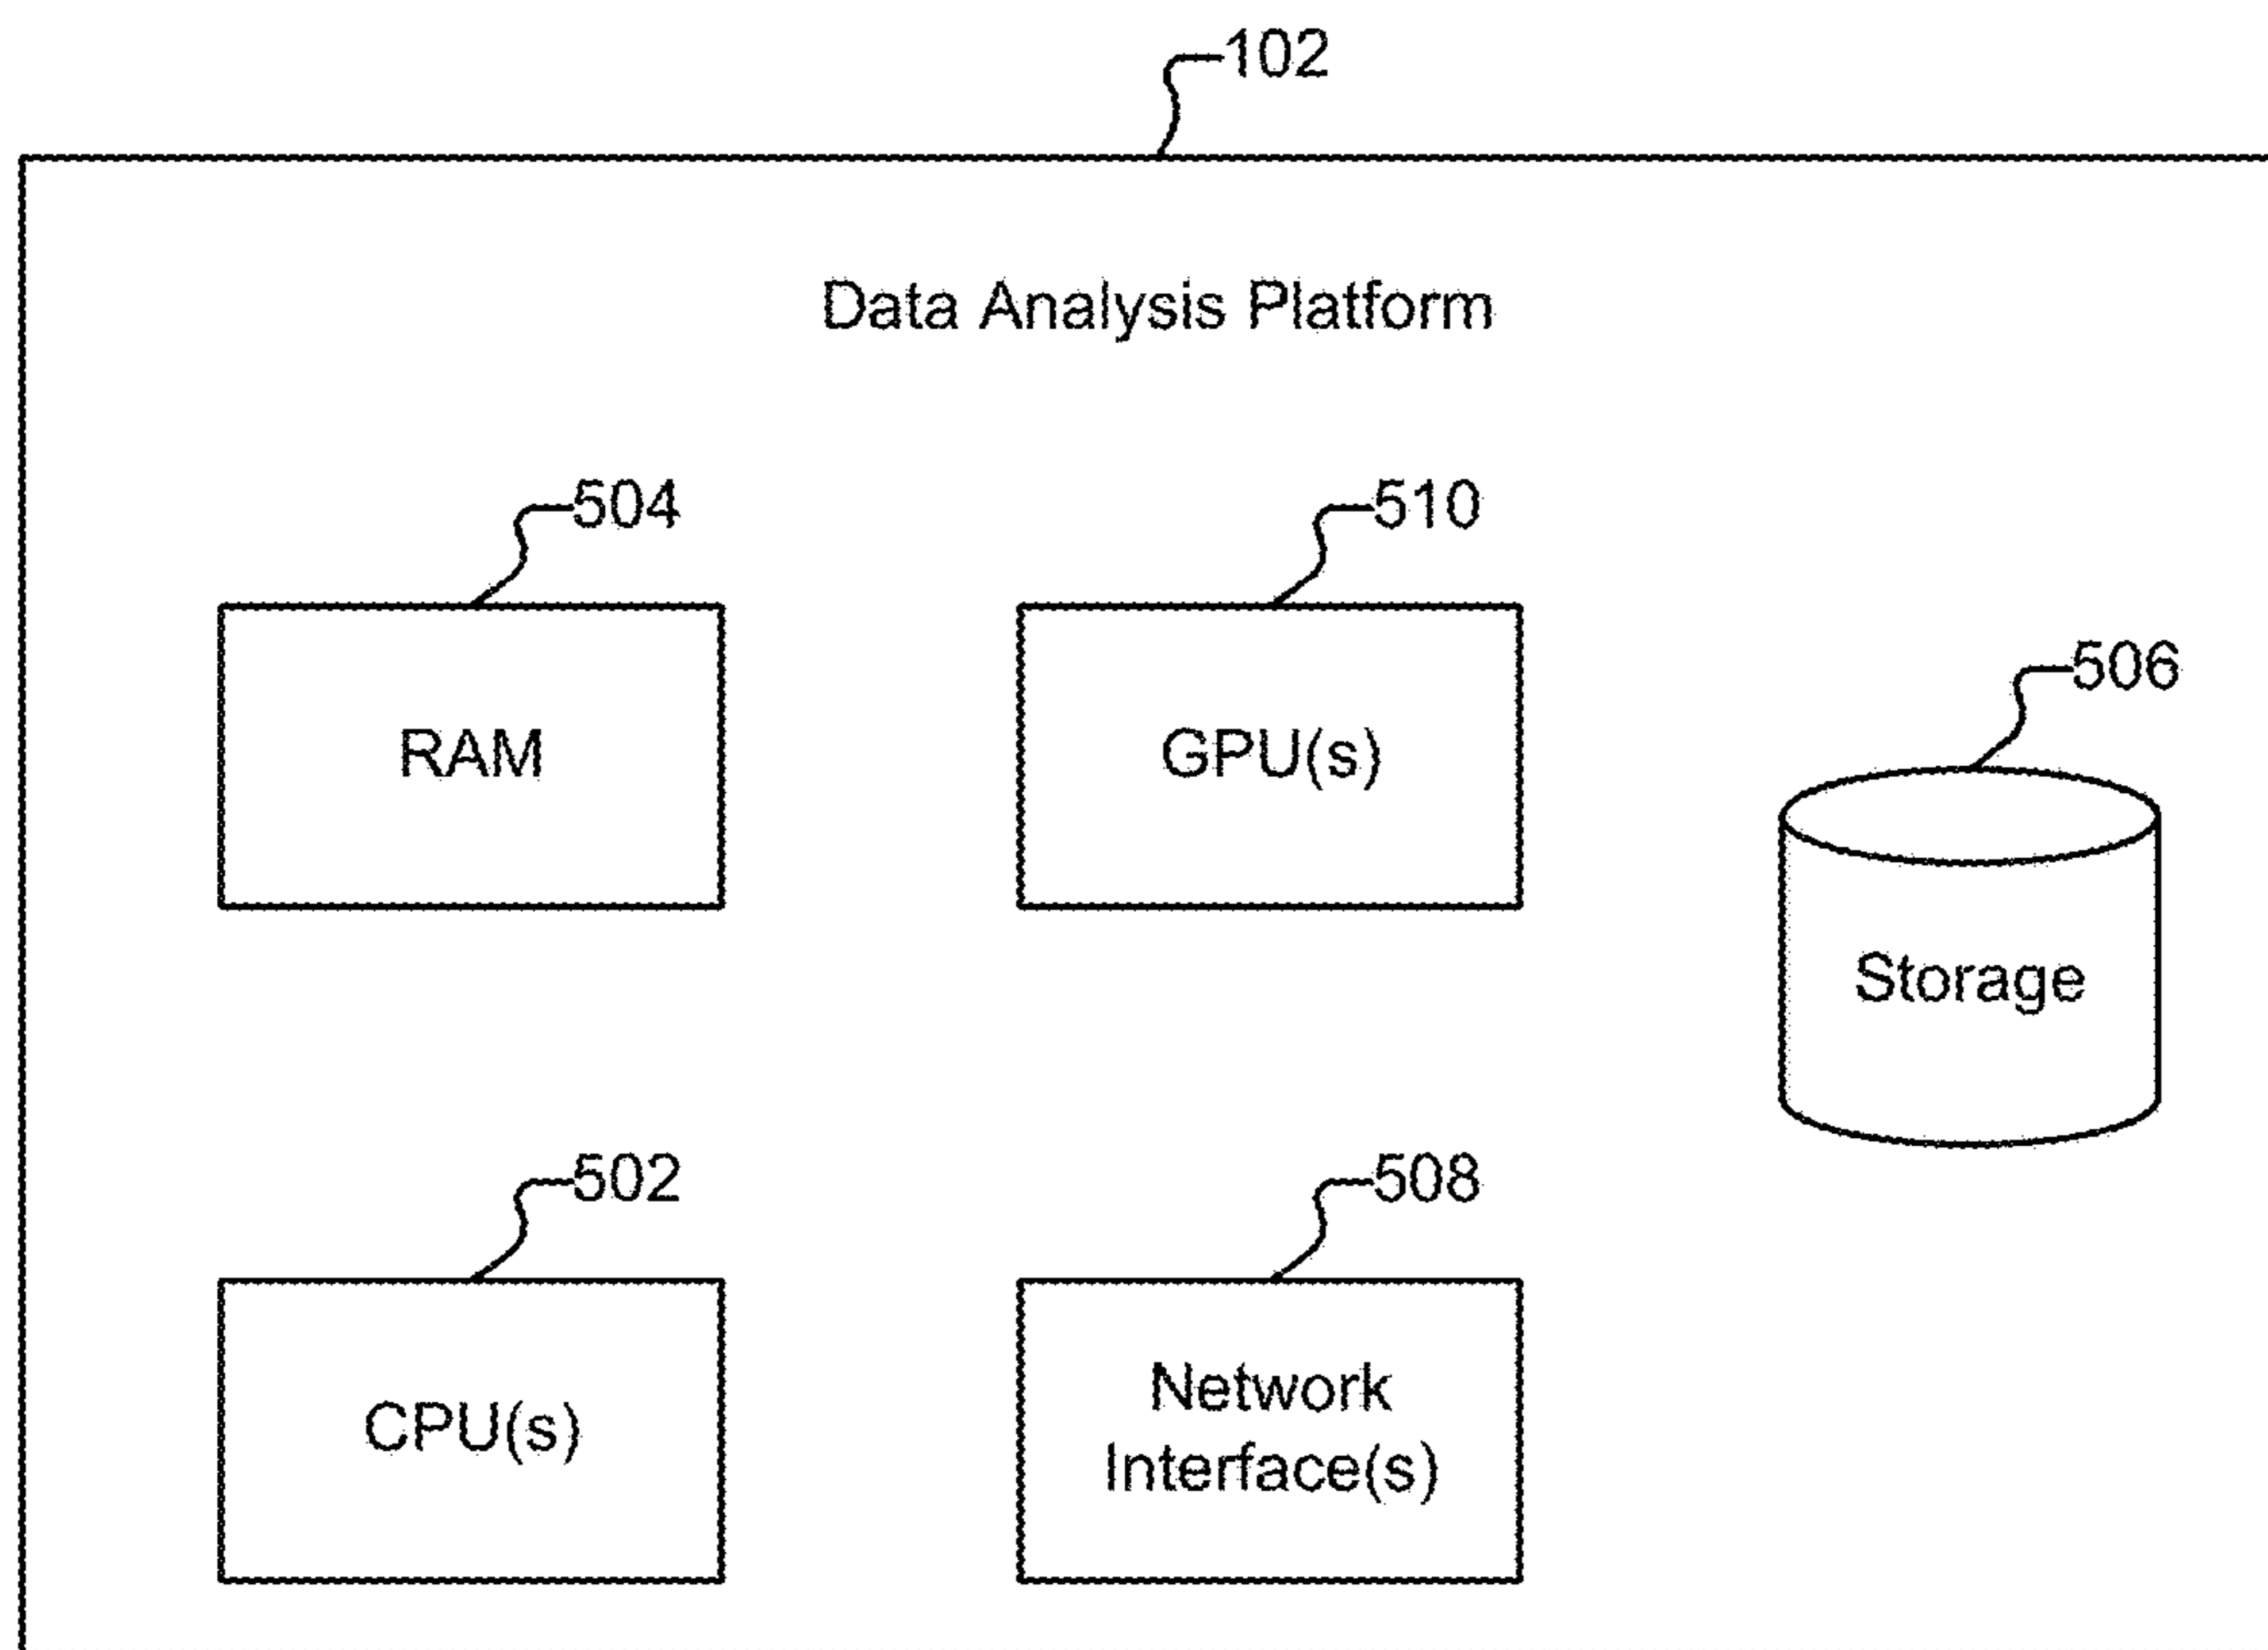 102
Data Analysis Platform
504
510
506
RAM
GPU(s)
Storage
502
508
CPU(s)
Network
Interface(s)